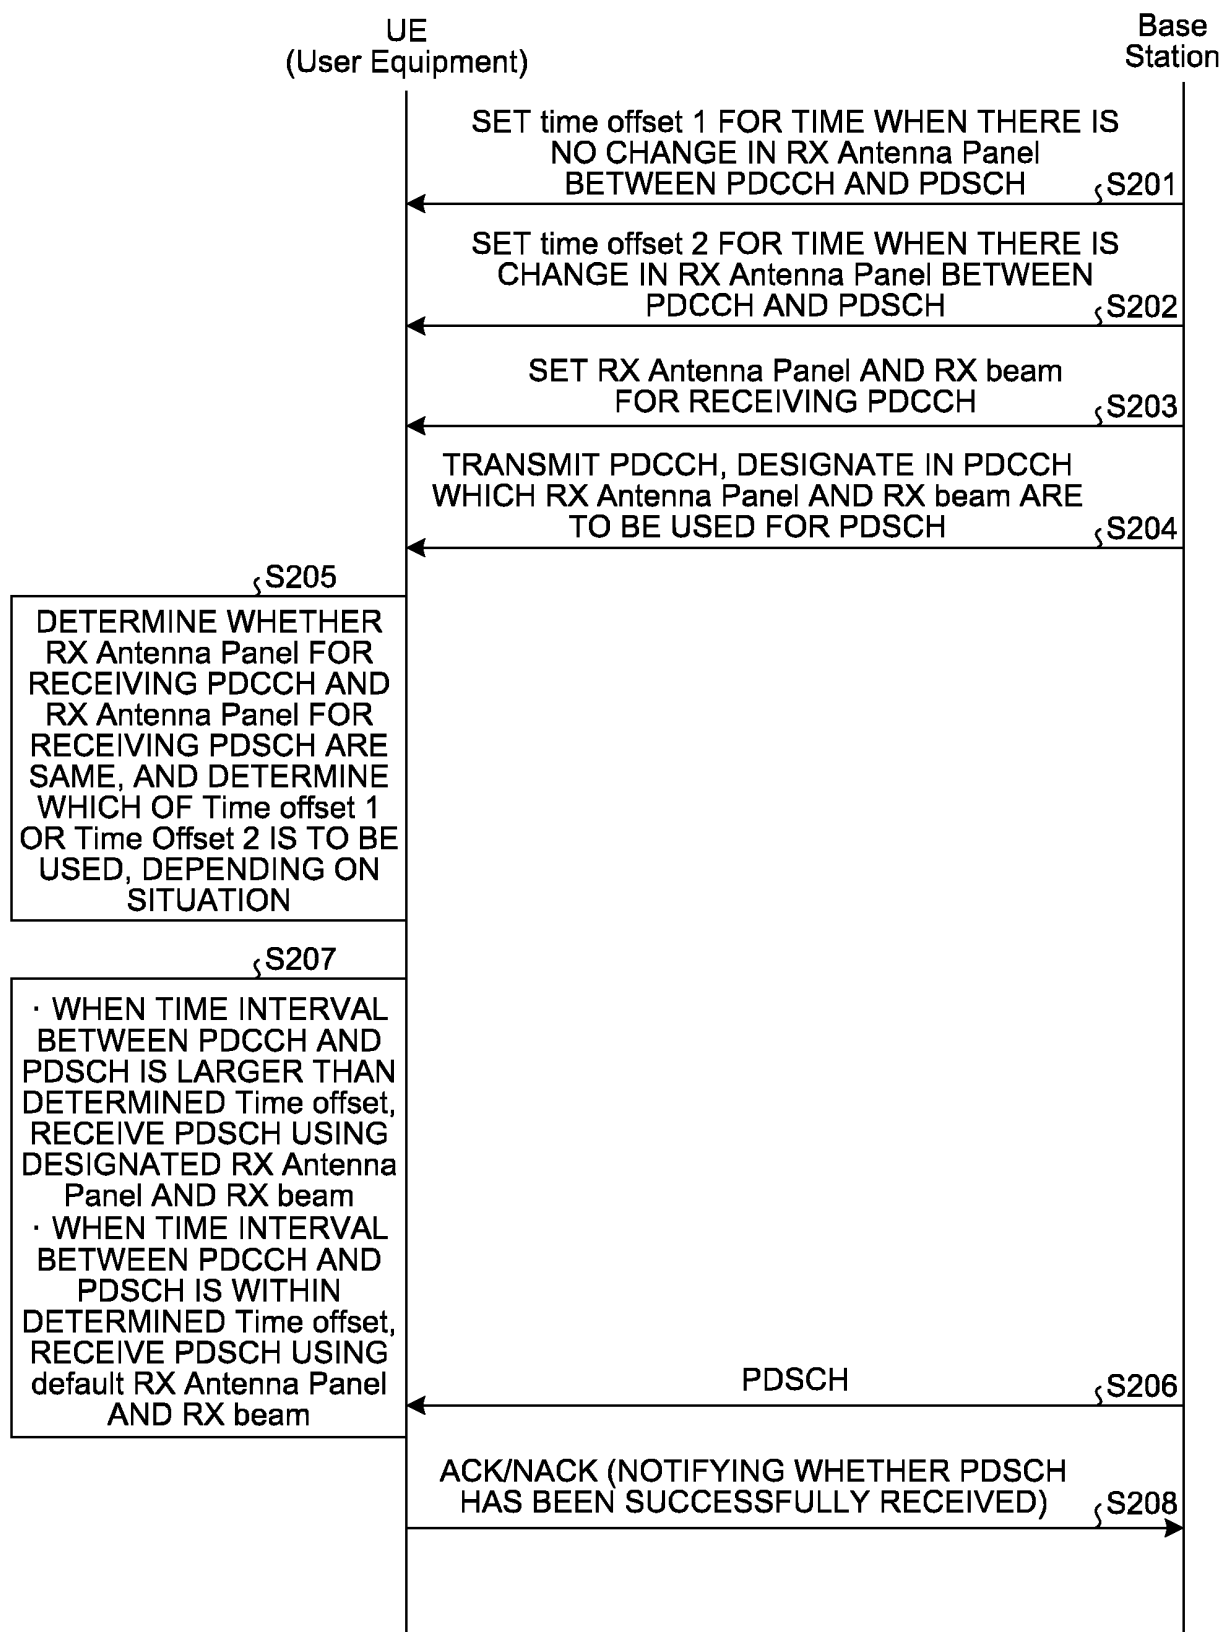 UE
(User Equipment)
Base
Station
SET time offset 1 FOR TIME WHEN THERE IS
NO CHANGE IN RX Antenna Panel
BETWEEN PDCCH AND PDSCH
S201
SET time offset 2 FOR TIME WHEN THERE IS
CHANGE IN RX Antenna Panel BETWEEN
PDCCH AND PDSCH
S202
SET RX Antenna Panel AND RX beam
FOR RECEIVING PDCCH
S203
TRANSMIT PDCCH, DESIGNATE IN PDCCH
WHICH RX Antenna Panel AND RX beam ARE
TO BE USED FOR PDSCH
S204
S205
DETERMINE WHETHER
RX Antenna Panel FOR
RECEIVING PDCCH AND
RX Antenna Panel FOR
RECEIVING PDSCH ARE
SAME, AND DETERMINE
WHICH OF Time offset 1
OR Time Offset 2 IS TO BE
USED, DEPENDING ON
SITUATION
S207
· WHEN TIME INTERVAL
BETWEEN PDCCH AND
PDSCH IS LARGER THAN
DETERMINED Time offset,
RECEIVE PDSCH USING
DESIGNATED RX Antenna
Panel AND RX beam
· WHEN TIME INTERVAL
BETWEEN PDCCH AND
PDSCH IS WITHIN
DETERMINED Time offset,
RECEIVE PDSCH USING
default RX Antenna Panel
AND RX beam
PDSCH
S206
ACK/NACK (NOTIFYING WHETHER PDSCH
HAS BEEN SUCCESSFULLY RECEIVED)
S208